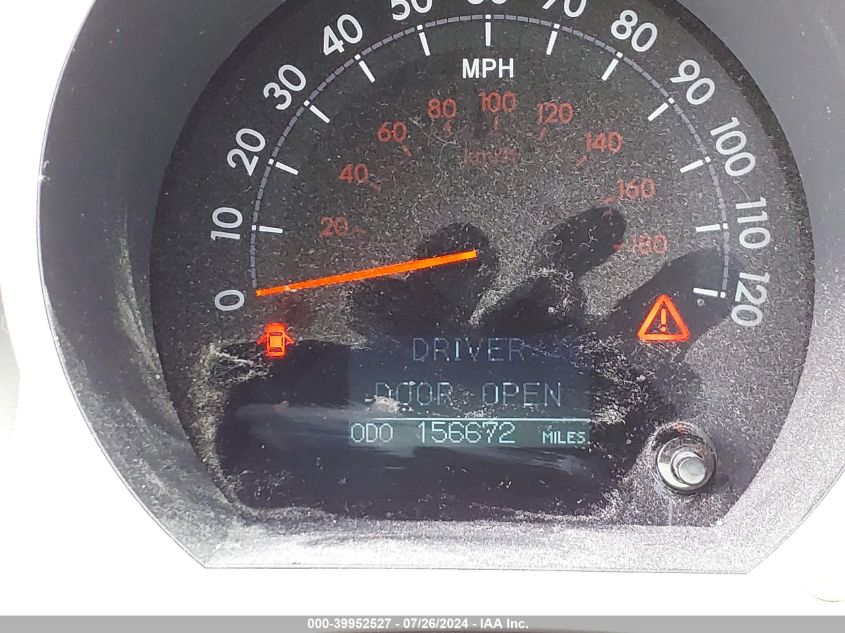 0 10 20 30 40 50 60 70 80 90 100 110 120
MPH
20 40 60 80 100 120 140 160 180
km/h
DRIVER
DOOR OPEN
ODO 156672 MILES
000-39952527 - 07/26/2024 - IAA Inc.